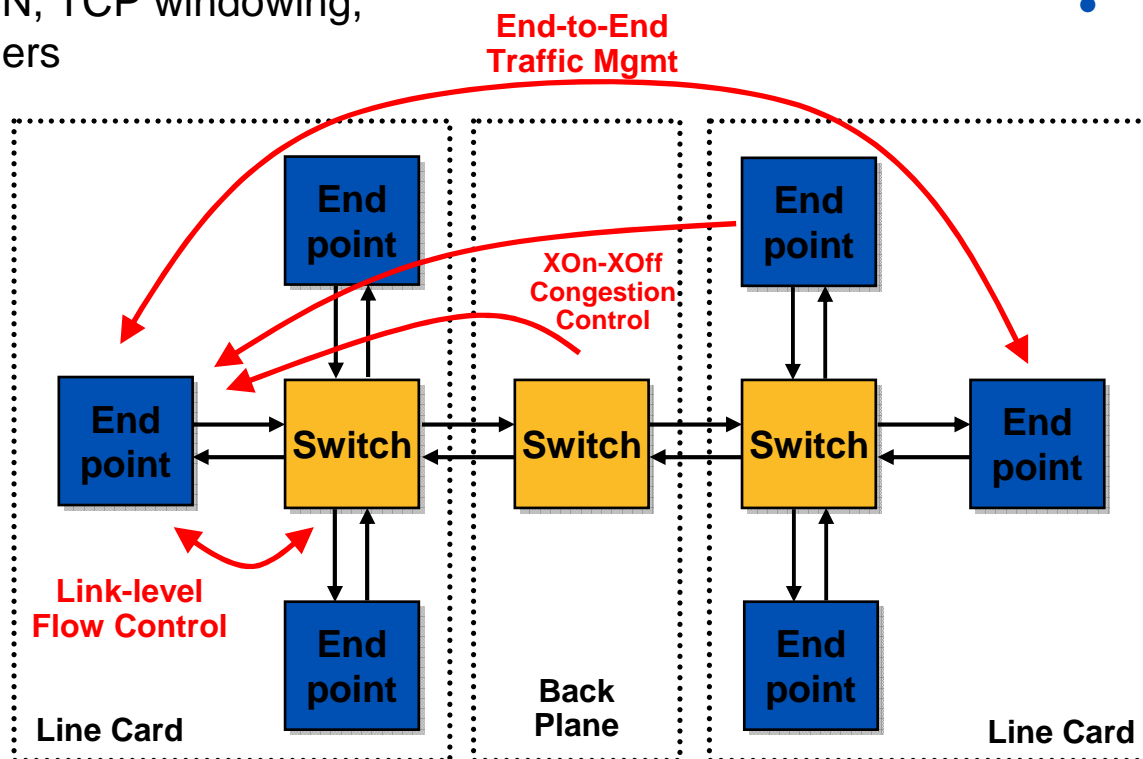 N, TCP windowing,
ers
End-to-End
Traffic Mgmt
End
point
End
point
XOn-XOff
Congestion
Control
End
point
Switch
Switch
Switch
End
point
Link-level
Flow Control
End
point
End
point
Back
Plane
Line Card
Line Card